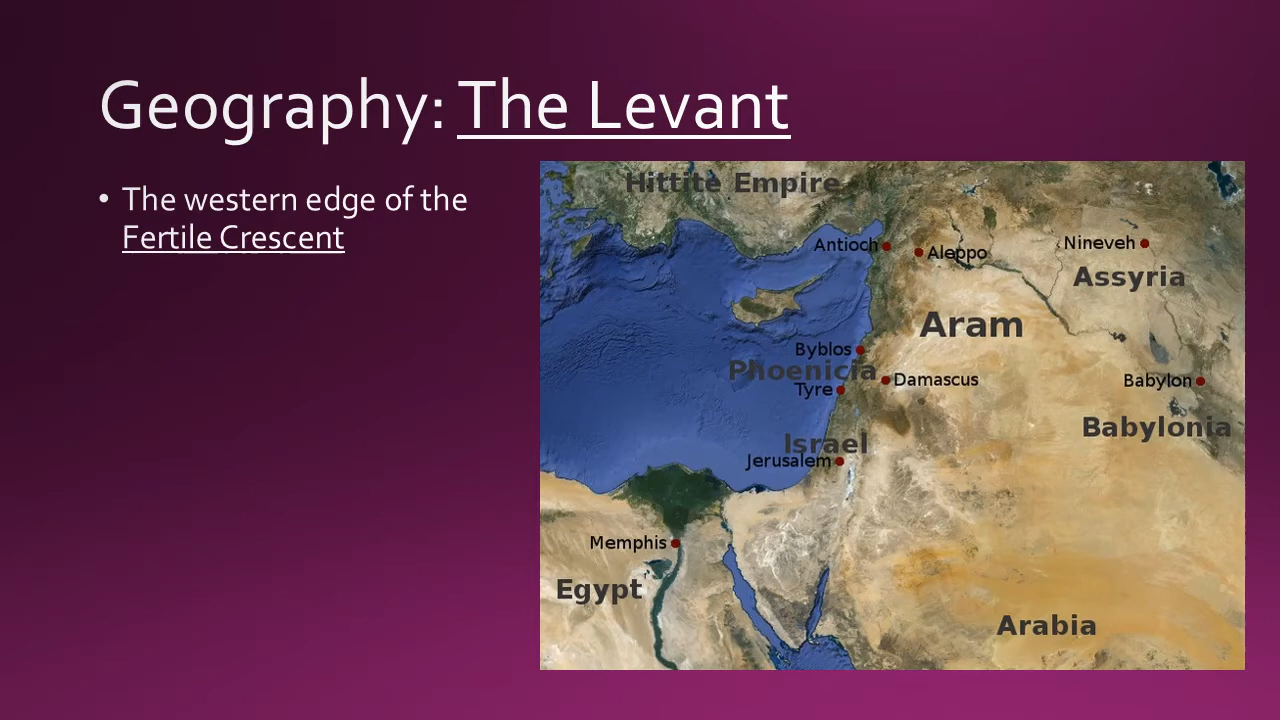 Geography: The Levant
• The western edge of the
Fertile Crescent
Hittite Empire
Antioch
Aleppo
Nineveh
Assyria
Aram
Byblos
Phoenicia
Tyre
Damascus
Babylon
Babylonia
Israel
Jerusalem
Memphis
Egypt
Arabia